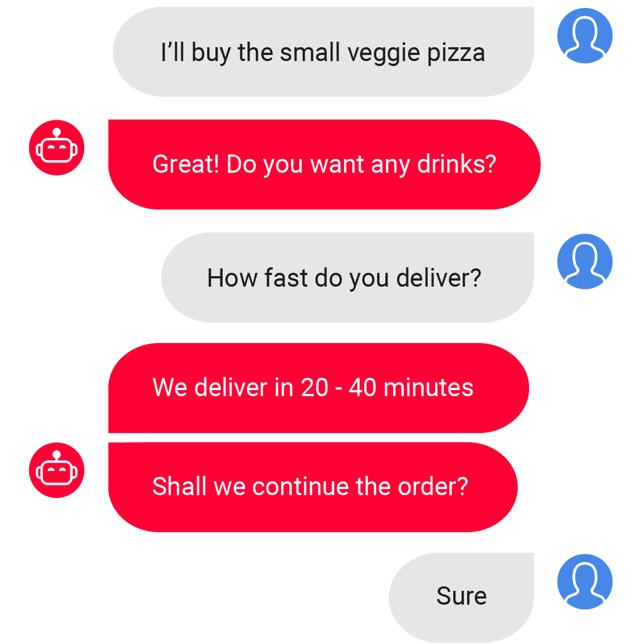 I’ll buy the small veggie pizza
Great! Do you want any drinks?
How fast do you deliver?
We deliver in 20 - 40 minutes
Shall we continue the order?
Sure